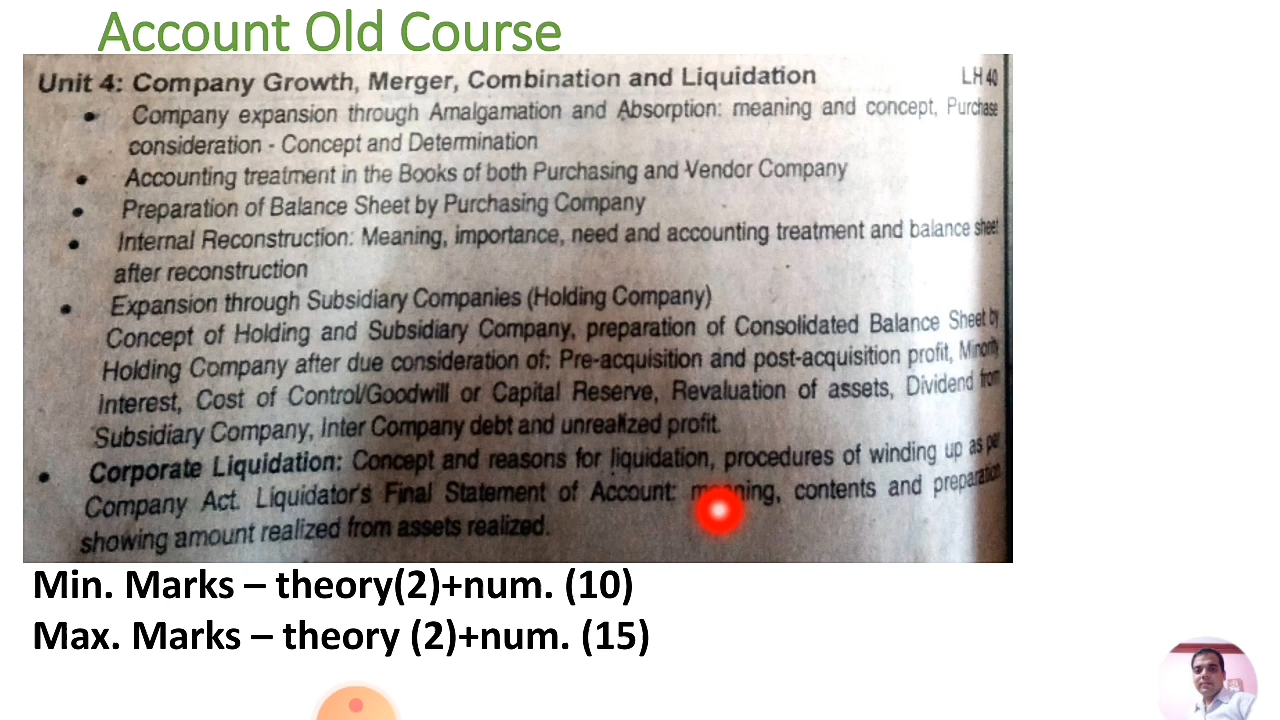 Account Old Course
Unit 4: Company Growth, Merger, Combination and Liquidation LH 40
• Company expansion through Amalgamation and Absorption: meaning and concept, Purchase
consideration - Concept and Determination
• Accounting treatment in the Books of both Purchasing and Vendor Company
• Preparation of Balance Sheet by Purchasing Company
• Internal Reconstruction: Meaning, importance, need and accounting treatment and balance sheet
after reconstruction
• Expansion through Subsidiary Companies (Holding Company)
Concept of Holding and Subsidiary Company, preparation of Consolidated Balance Sheet by
Holding Company after due consideration of: Pre-acquisition and post-acquisition profit, Minority
Interest, Cost of Control/Goodwill or Capital Reserve, Revaluation of assets, Dividend from
Subsidiary Company, Inter Company debt and unrealized profit.
• Corporate Liquidation: Concept and reasons for liquidation, procedures of winding up as per
Company Act. Liquidator's Final Statement of Account: meaning, contents and preparation
showing amount realized from assets realized.
Min. Marks – theory(2)+num. (10)
Max. Marks – theory (2)+num. (15)